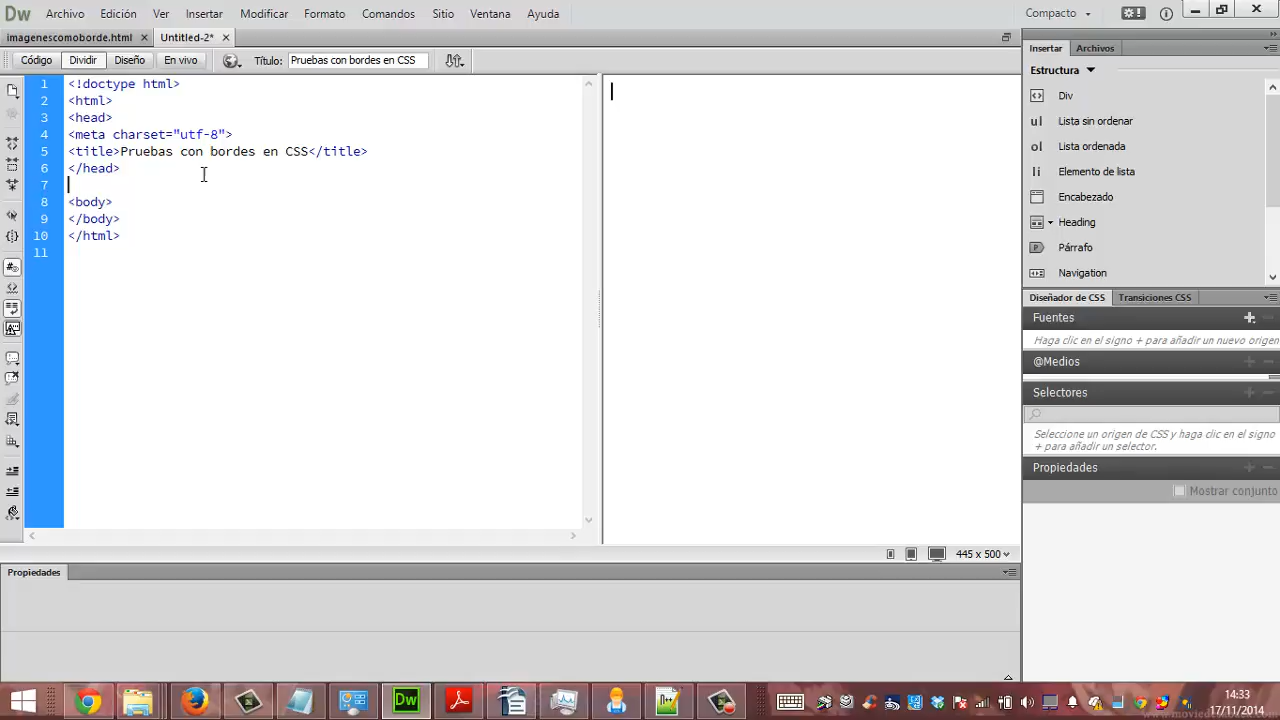 Dw Archivo Edición Ver Insertar Modificar Formato Comandos Sitio Ventana Ayuda Compacto
imagenescomoborde.html × Untitled-2* ×
Código Dividir Diseño En vivo Título: Pruebas con bordes en CSS
1 <!doctype html>
2 <html>
3 <head>
4 <meta charset="utf-8">
5 <title>Pruebas con bordes en CSS</title>
6 </head>
7
8 <body>
9 </body>
10 </html>
11
445 x 500
Propiedades
Insertar Archivos
Estructura
Div
ul Lista sin ordenar
ol Lista ordenada
li Elemento de lista
Encabezado
Heading
Párrafo
Navigation
Diseñador de CSS Transiciones CSS
Fuentes
Haga clic en el signo + para añadir un nuevo origen
@Medios
Selectores
Seleccione un origen de CSS y haga clic en el signo
+ para añadir un selector.
Propiedades
Mostrar conjunto
Dw
14:33
17/11/2014